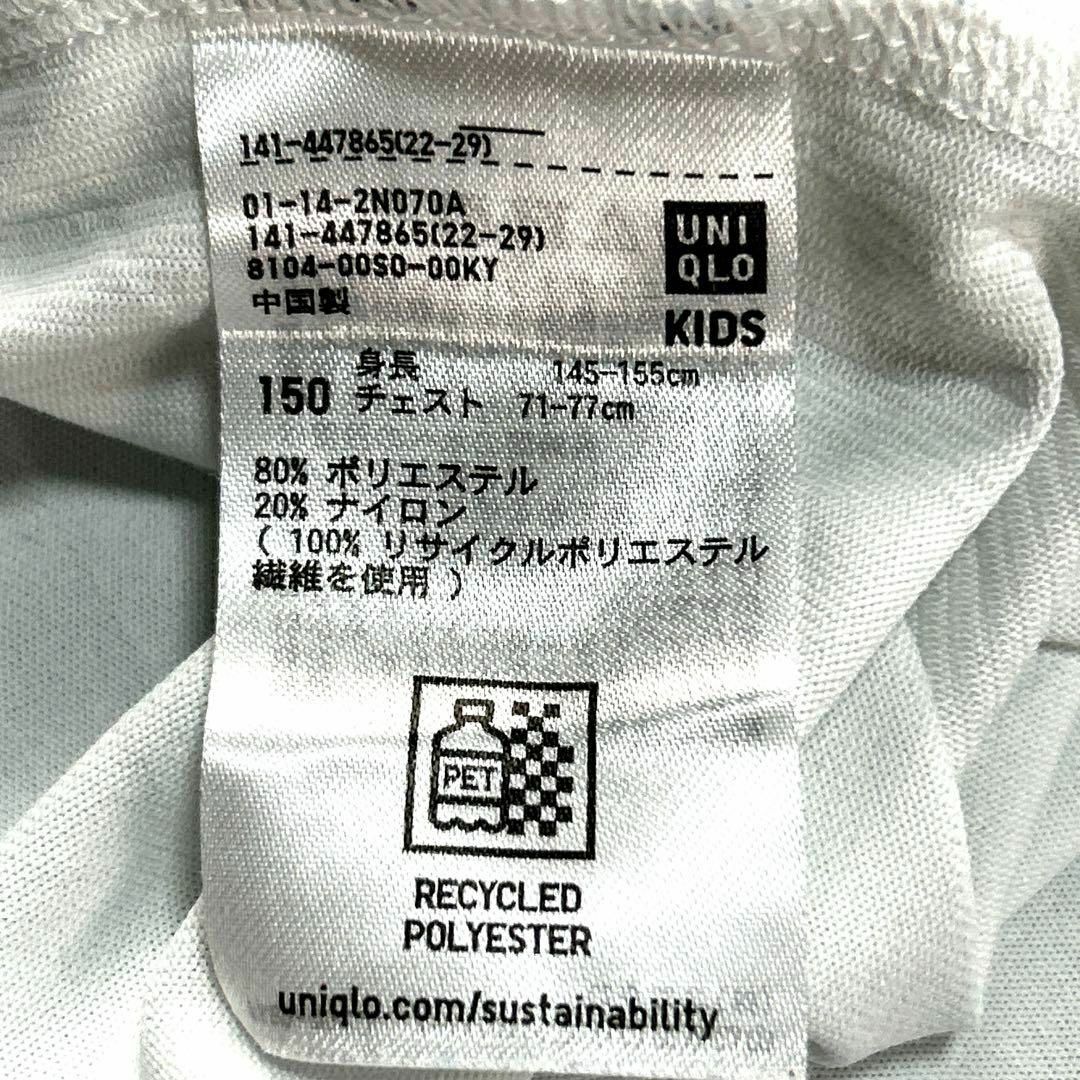 141-447865(22-29)
01-14-2N070A
141-447865(22-29)
8104-00S0-00KY
中国製
UNI
QLO
KIDS
150
身長 145-155cm
チェスト 71-77cm
80% ポリエステル
20% ナイロン
( 100% リサイクルポリエステル
繊維を使用 )
PET
RECYCLED
POLYESTER
uniqlo.com/sustainability